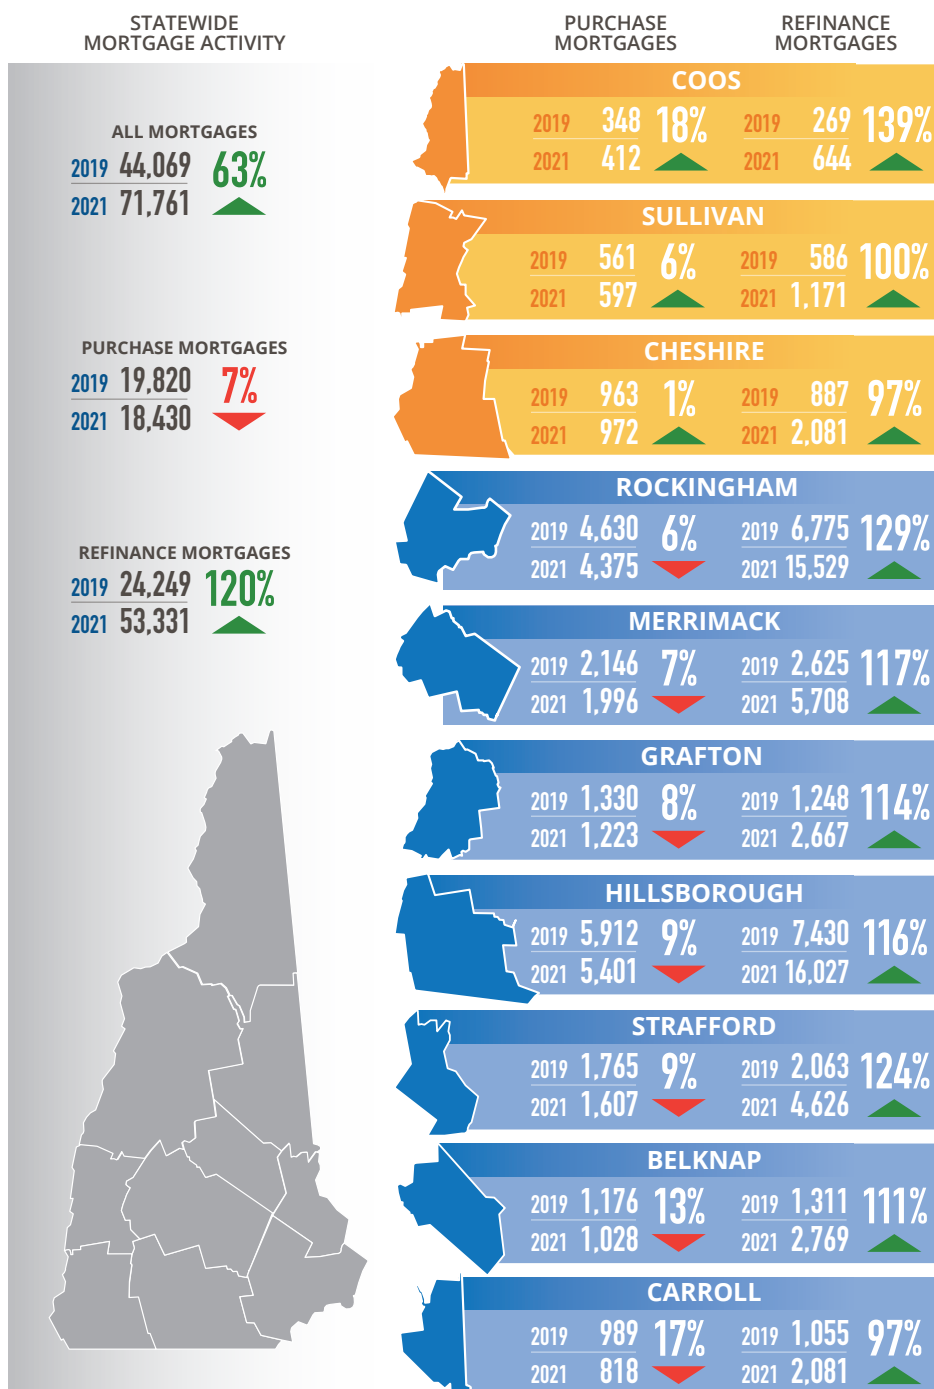 STATEWIDE
MORTGAGE ACTIVITY
ALL MORTGAGES
2019 44,069 63%
2021 71,761
PURCHASE MORTGAGES
2019 19,820 7%
2021 18,430
REFINANCE MORTGAGES
2019 24,249 120%
2021 53,331
PURCHASE
MORTGAGES
REFINANCE
MORTGAGES
COOS
2019 348 18% 2019 269 139%
2021 412 2021 644
SULLIVAN
2019 561 6% 2019 586 100%
2021 597 2021 1,171
CHESHIRE
2019 963 1% 2019 887 97%
2021 972 2021 2,081
ROCKINGHAM
2019 4,630 6% 2019 6,775 129%
2021 4,375 2021 15,529
MERRIMACK
2019 2,146 7% 2019 2,625 117%
2021 1,996 2021 5,708
GRAFTON
2019 1,330 8% 2019 1,248 114%
2021 1,223 2021 2,667
HILLSBOROUGH
2019 5,912 9% 2019 7,430 116%
2021 5,401 2021 16,027
STRAFFORD
2019 1,765 9% 2019 2,063 124%
2021 1,607 2021 4,626
BELKNAP
2019 1,176 13% 2019 1,311 111%
2021 1,028 2021 2,769
CARROLL
2019 989 17% 2019 1,055 97%
2021 818 2021 2,081